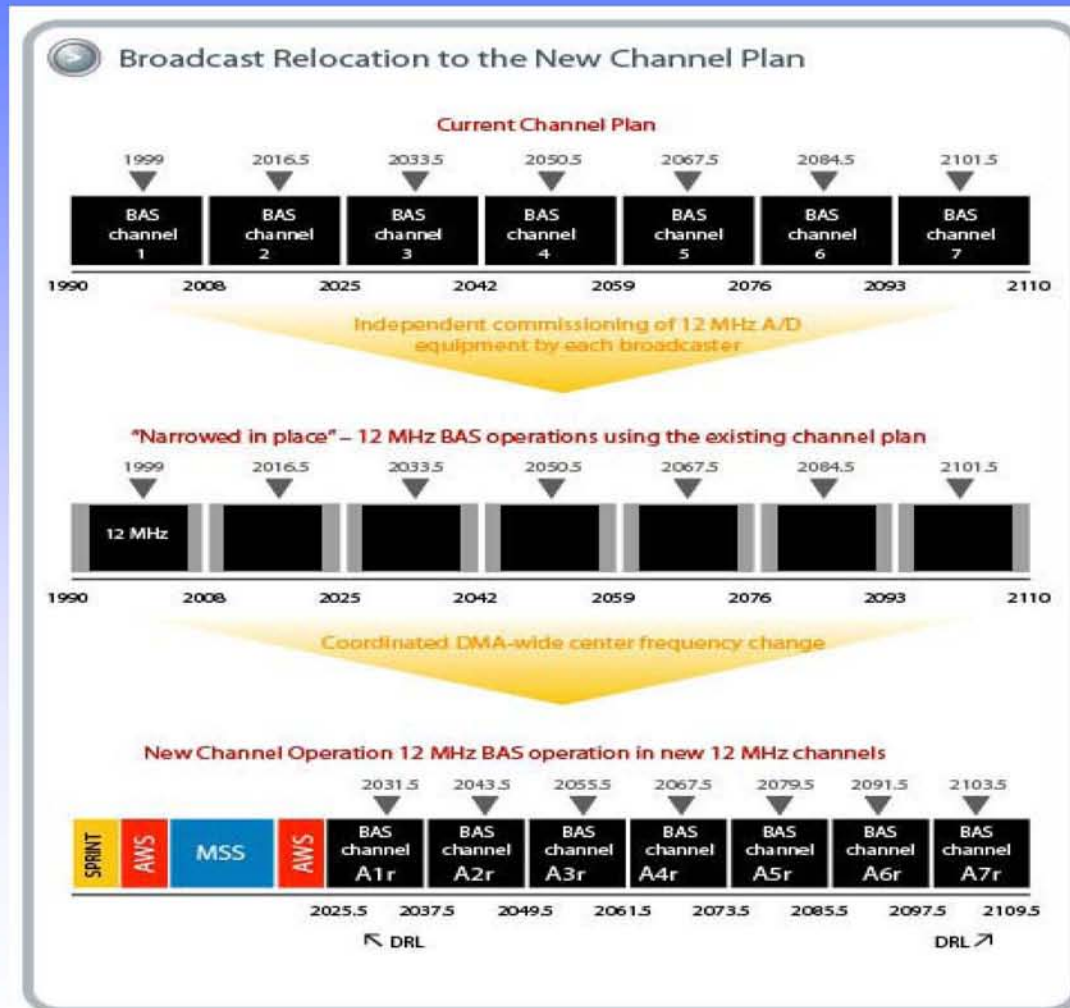 Broadcast Relocation to the New Channel Plan
Current Channel Plan
1999 2016.5 2033.5 2050.5 2067.5 2084.5 2101.5
BAS BAS BAS BAS BAS BAS BAS
channel channel channel channel channel channel channel
1 2 3 4 5 6 7
1990 2008 2025 2042 2059 2076 2093 2110
Independent commissioning of 12 MHz A/D
equipment by each broadcaster
"Narrowed in place" – 12 MHz BAS operations using the existing channel plan
1999 2016.5 2033.5 2050.5 2067.5 2084.5 2101.5
12 MHz
1990 2008 2025 2042 2059 2076 2093 2110
Coordinated DMA-wide center frequency change
New Channel Operation 12 MHz BAS operation in new 12 MHz channels
2031.5 2043.5 2055.5 2067.5 2079.5 2091.5 2103.5
SPRINT AWS MSS AWS
BAS BAS BAS BAS BAS BAS BAS
channel channel channel channel channel channel channel
A1r A2r A3r A4r A5r A6r A7r
2025.5 2037.5 2049.5 2061.5 2073.5 2085.5 2097.5 2109.5
↖ DRL DRL ↗